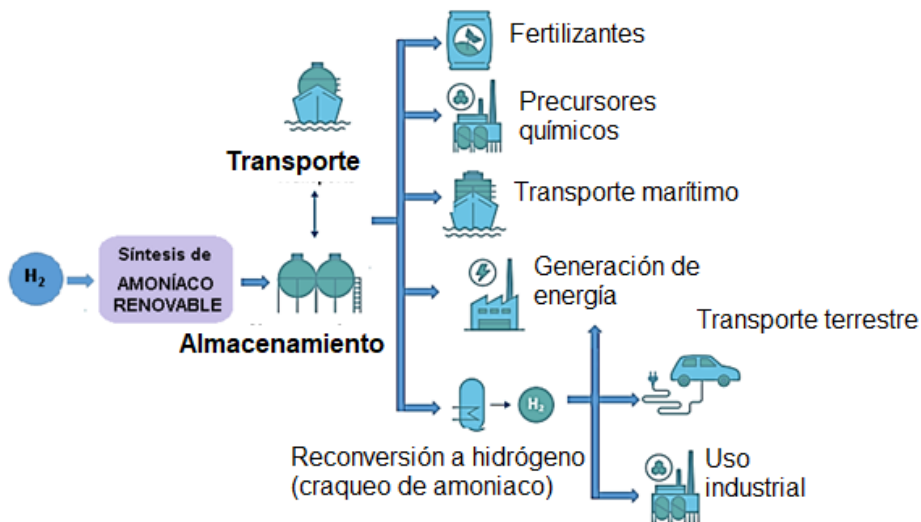 Fertilizantes
Precursores
químicos
Transporte
Transporte marítimo
H₂
Síntesis de
AMONÍACO
RENOVABLE
Almacenamiento
Generación de
energía
Transporte terrestre
H₂
Reconversión a hidrógeno
(craqueo de amoniaco)
Uso
industrial